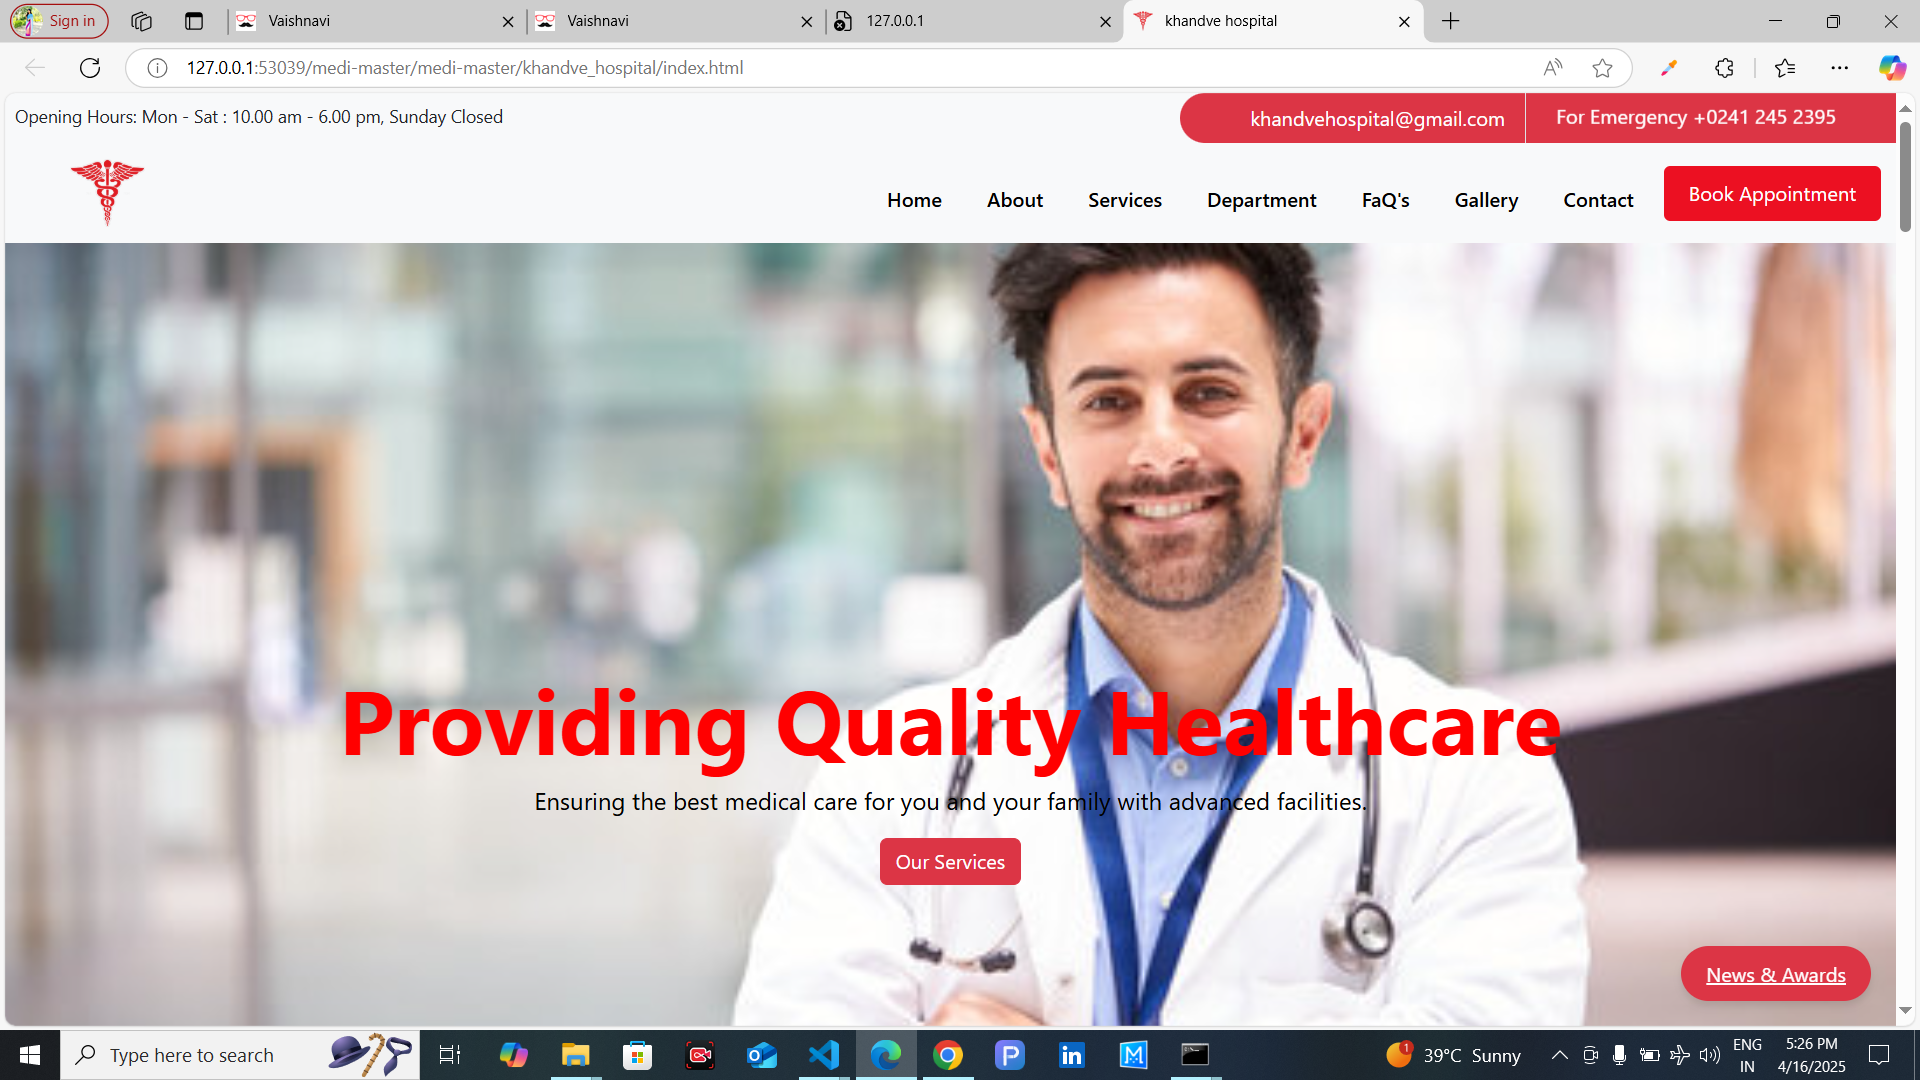 Sign in
Vaishnavi
Vaishnavi
127.0.0.1
khandve hospital
127.0.0.1:53039/medi-master/medi-master/khandve_hospital/index.html
Opening Hours: Mon - Sat : 10.00 am - 6.00 pm, Sunday Closed
khandvehospital@gmail.com
For Emergency +0241 245 2395
Home
About
Services
Department
FaQ's
Gallery
Contact
Book Appointment
Providing Quality Healthcare
Ensuring the best medical care for you and your family with advanced facilities.
Our Services
News & Awards
Type here to search
1
39°C Sunny
ENG
IN
5:26 PM
4/16/2025